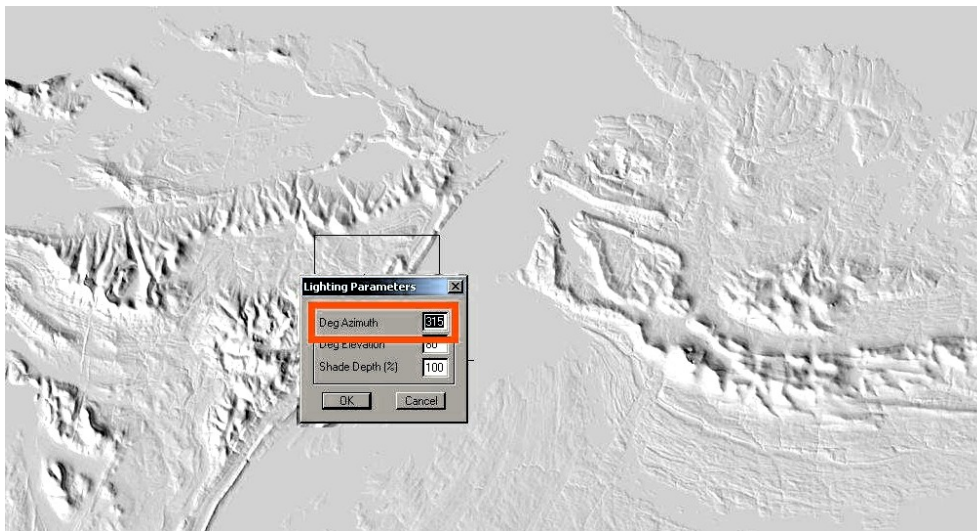 Lighting Parameters
Deg Azimuth 315
Deg Elevation
Shade Depth (%) 100
OK Cancel